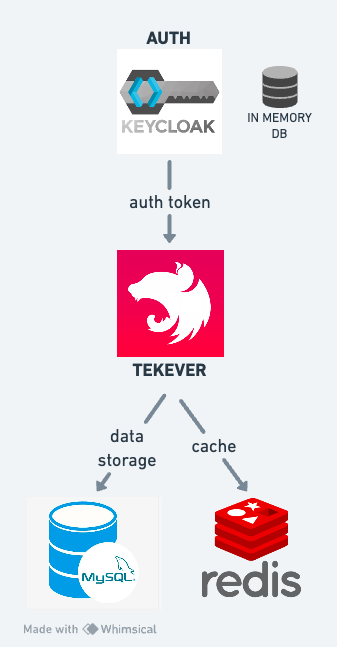 AUTH
KEYCLOAK
IN MEMORY
DB
auth token
TEKEVER
data
storage
cache
MySQL
redis
Made with Whimsical